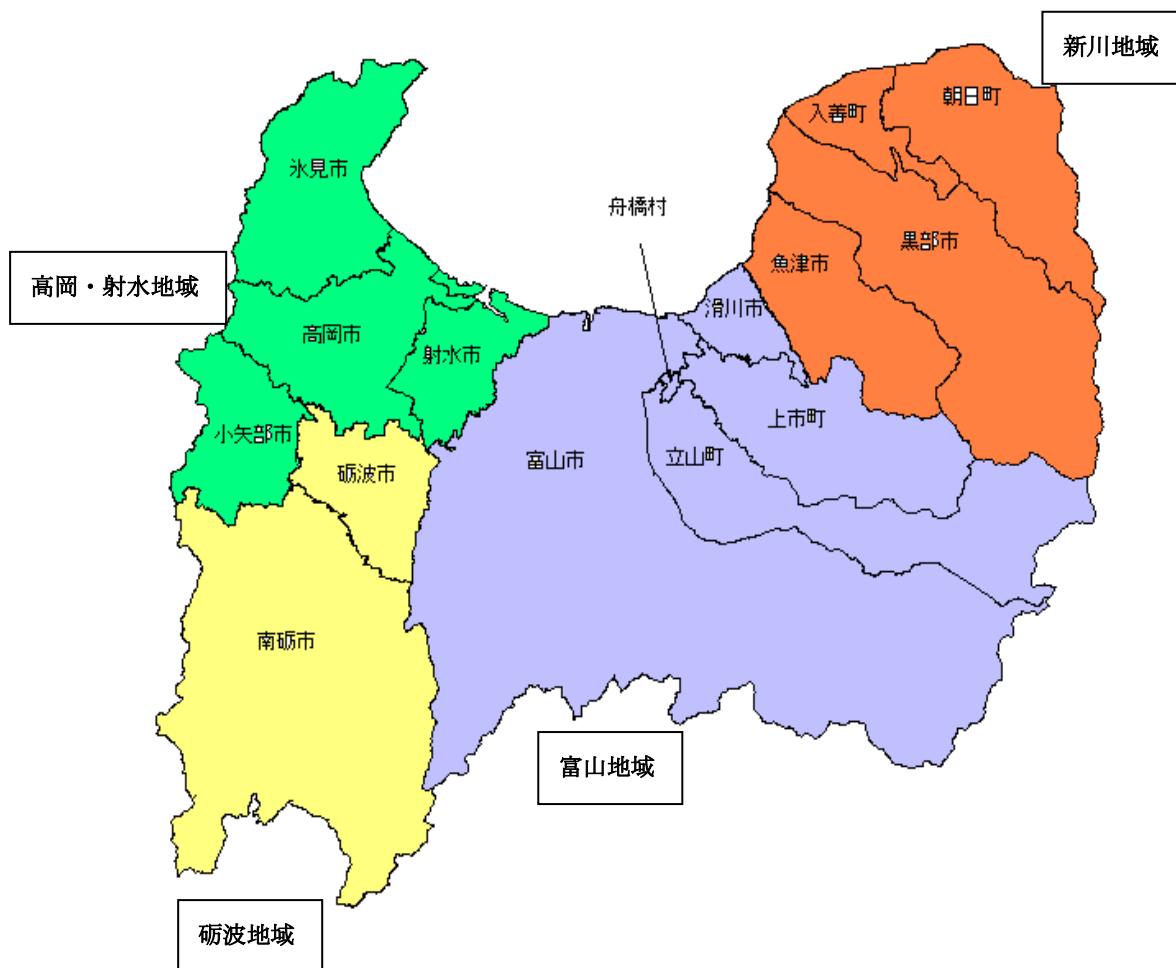 新川地域
朝日町
入善町
氷見市
舟橋村
黒部市
魚津市
高岡・射水地域
滑川市
高岡市
射水市
上市町
小矢部市
富山市
立山町
砺波市
南砺市
富山地域
砺波地域